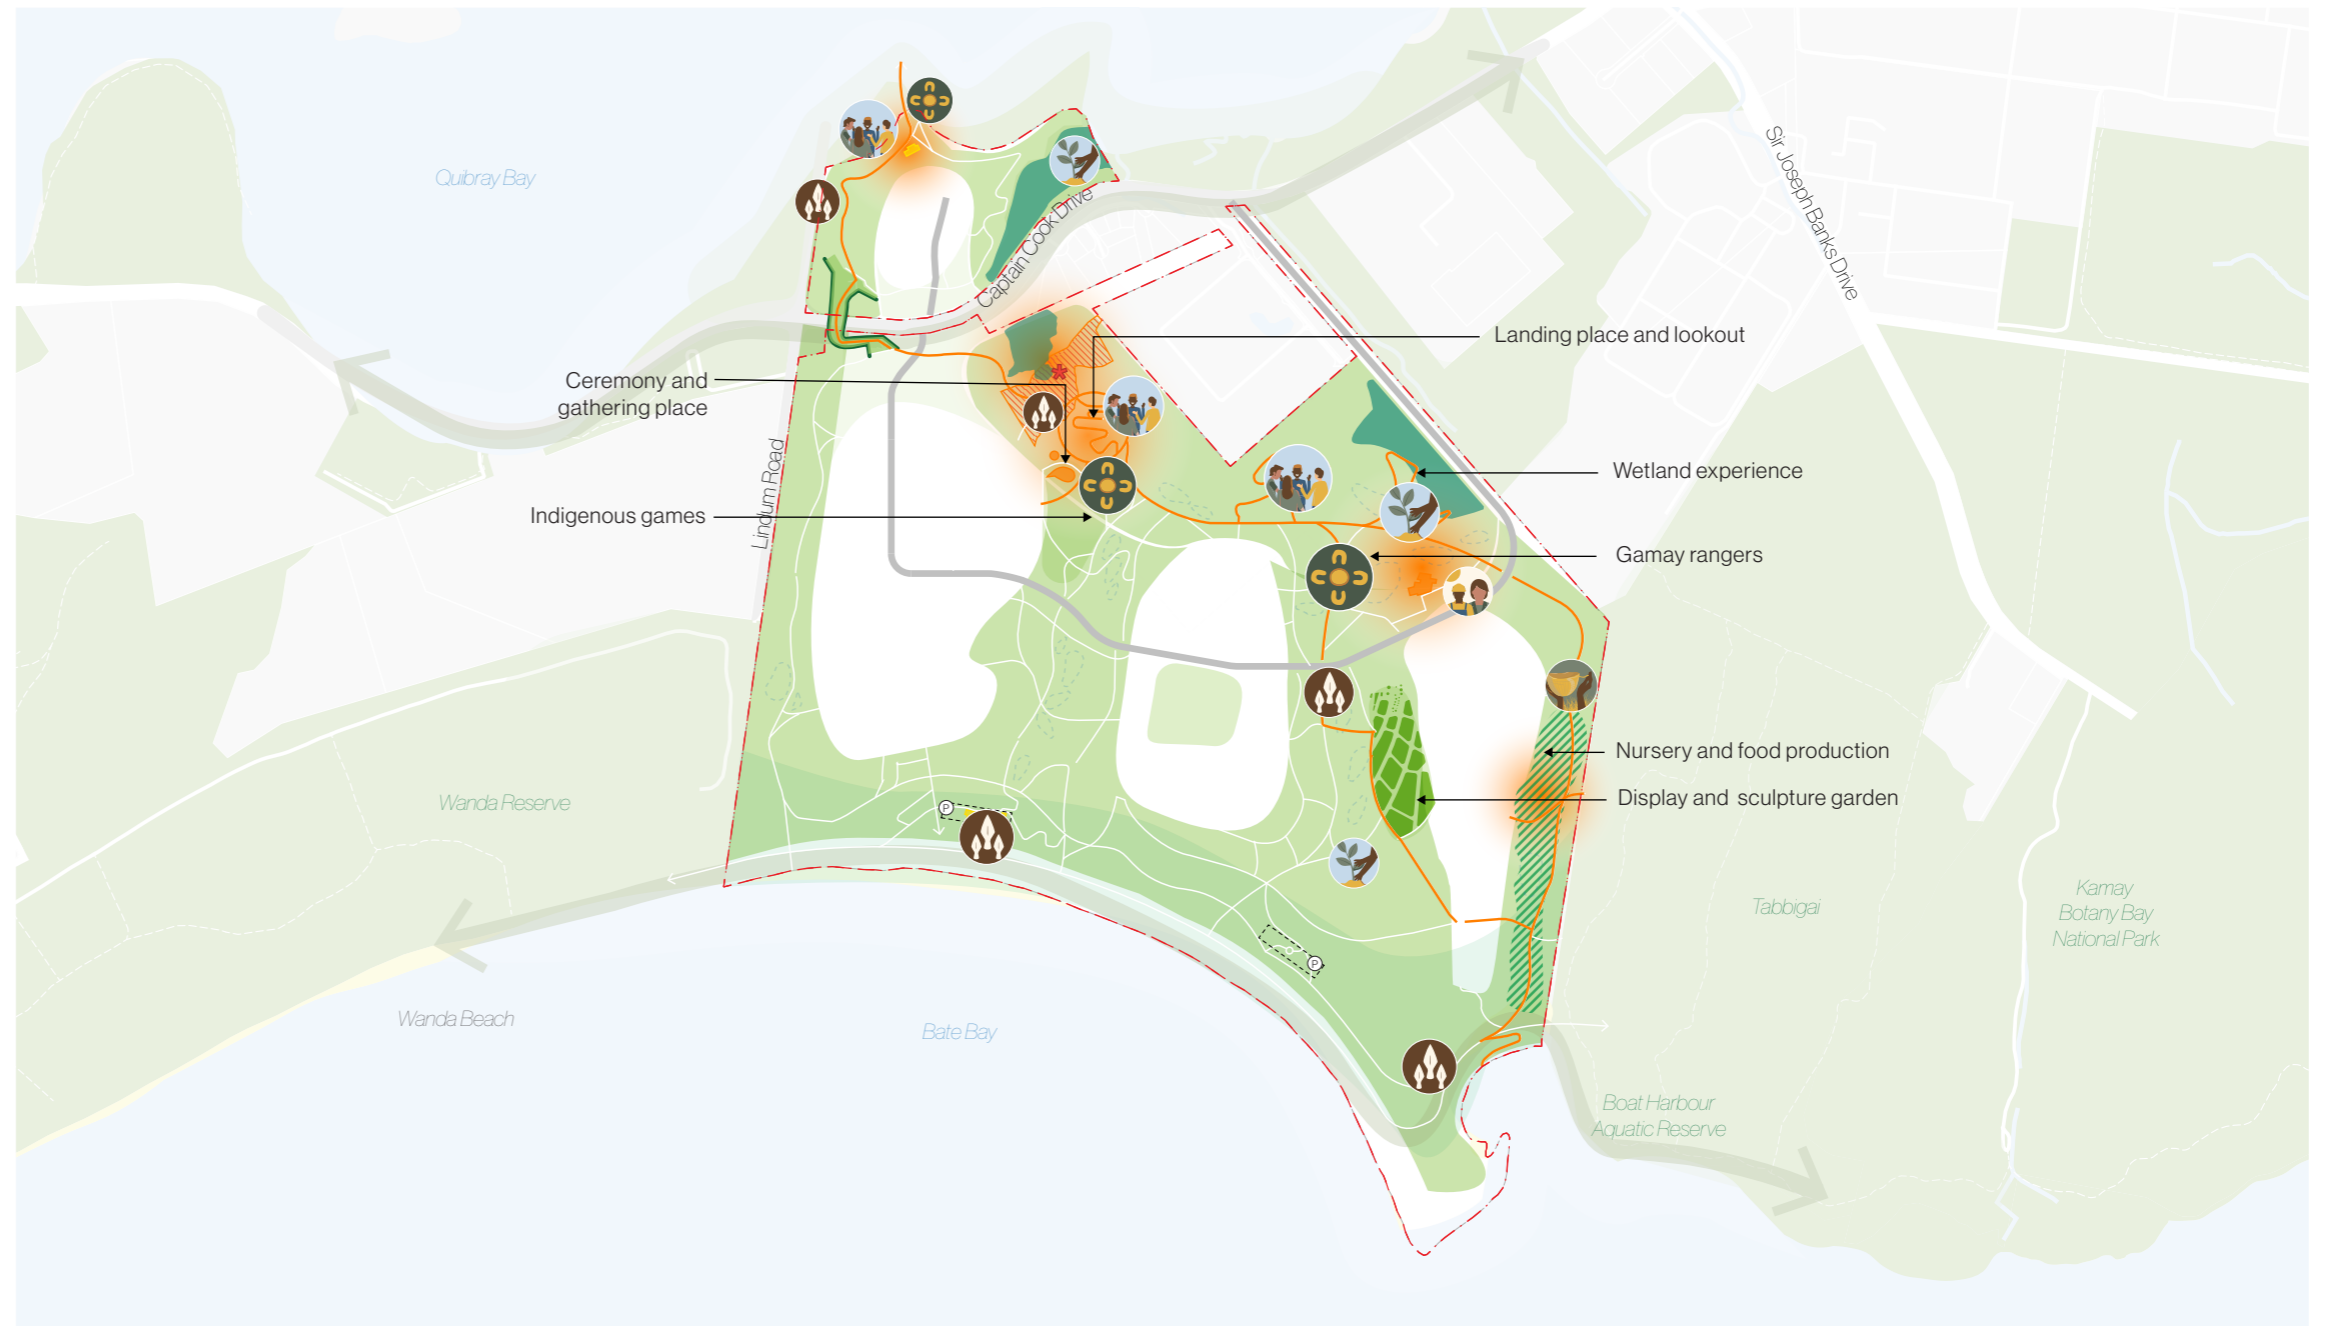 Quibray Bay
Captain Cook Drive
Sir Joseph Banks Drive
Landing place and lookout
Ceremony and
gathering place
Lindum Road
Wetland experience
Indigenous games
Gamay rangers
Nursery and food production
Display and sculpture garden
Wanda Reserve
P
Tabbigai
Kamay
Botany Bay
National Park
P
Wanda Beach
Bate Bay
Boat Harbour
Aquatic Reserve